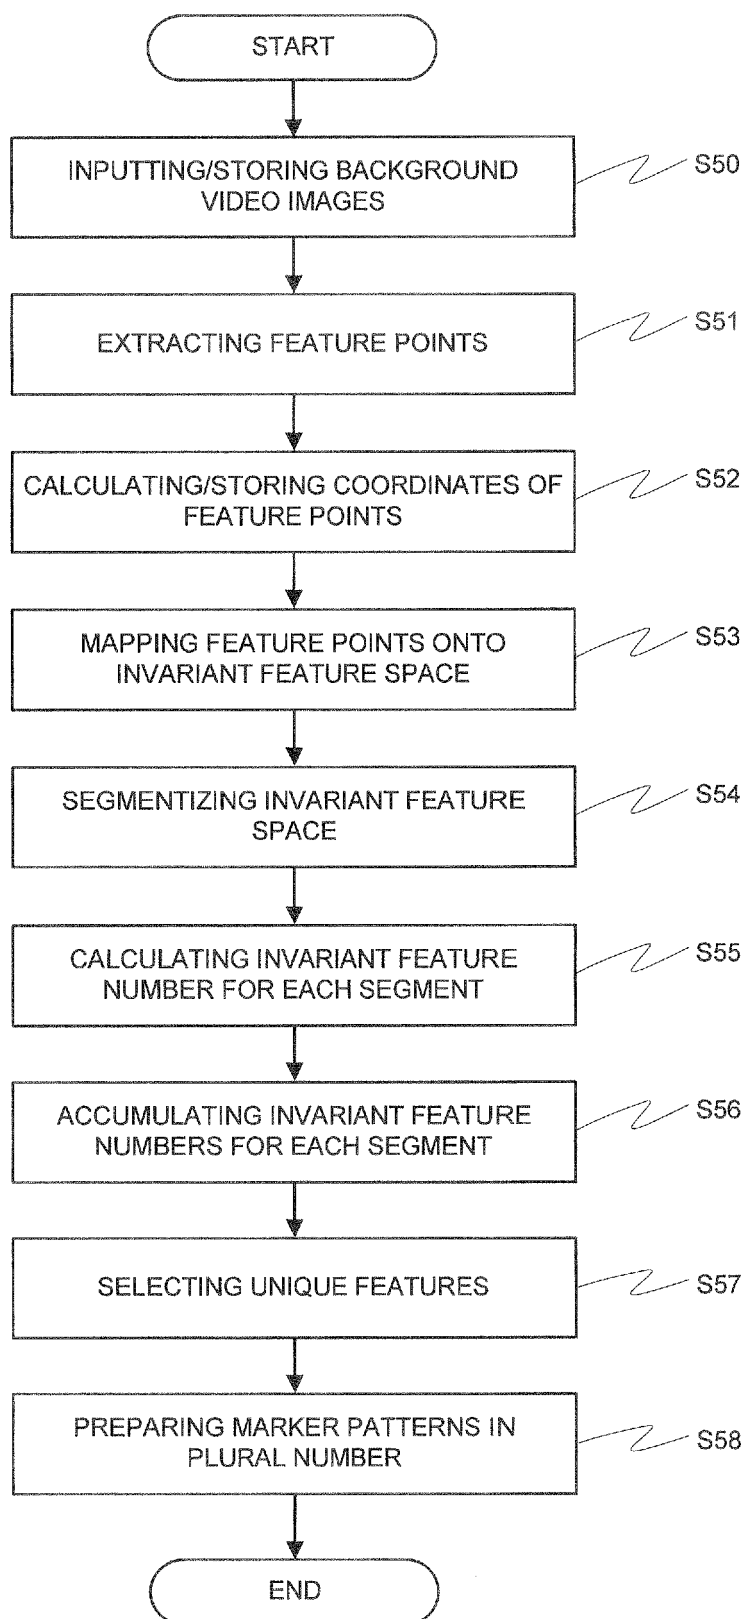 START
INPUTTING/STORING BACKGROUND
VIDEO IMAGES
S50
EXTRACTING FEATURE POINTS
S51
CALCULATING/STORING COORDINATES OF
FEATURE POINTS
S52
MAPPING FEATURE POINTS ONTO
INVARIANT FEATURE SPACE
S53
SEGMENTIZING INVARIANT FEATURE
SPACE
S54
CALCULATING INVARIANT FEATURE
NUMBER FOR EACH SEGMENT
S55
ACCUMULATING INVARIANT FEATURE
NUMBERS FOR EACH SEGMENT
S56
SELECTING UNIQUE FEATURES
S57
PREPARING MARKER PATTERNS IN
PLURAL NUMBER
S58
END